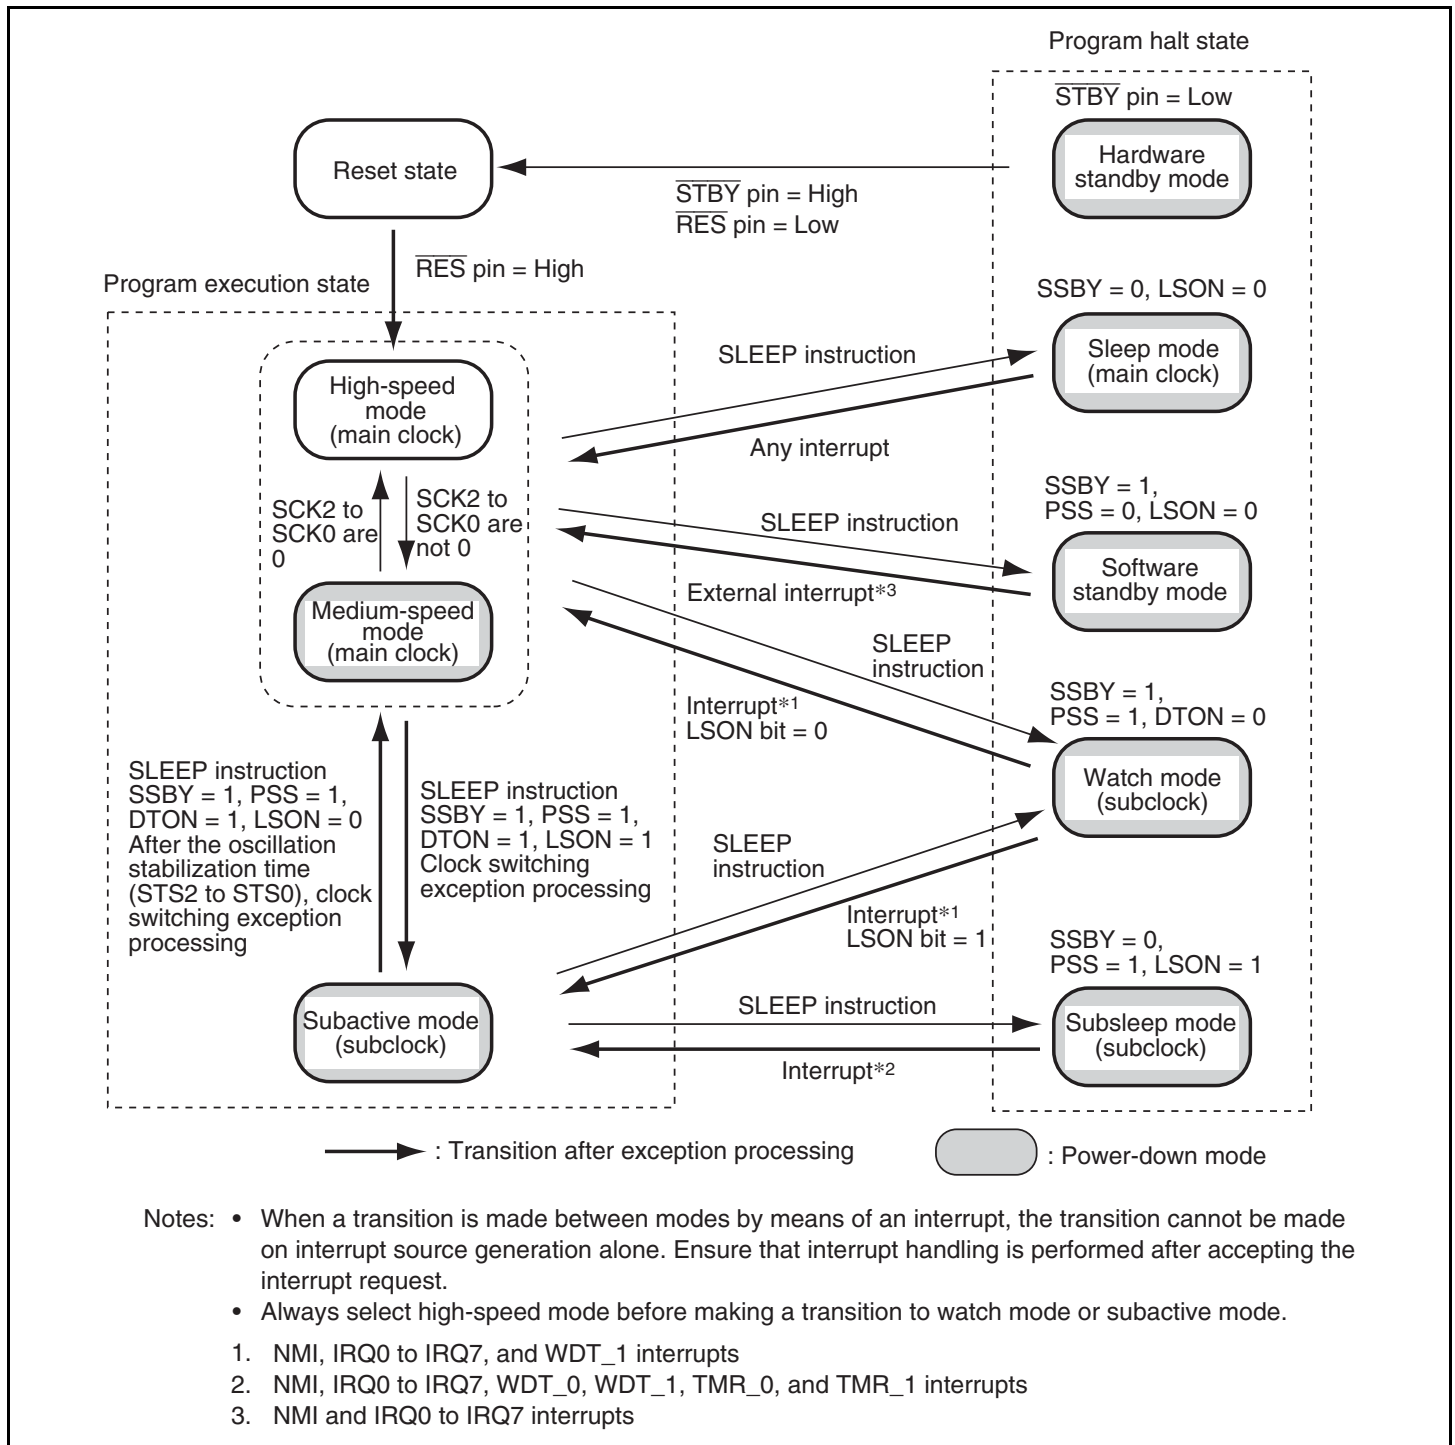 Program halt state
S̅T̅B̅Y̅ pin = Low
Hardware
standby mode
Reset state
S̅T̅B̅Y̅ pin = High
R̅E̅S̅ pin = Low
R̅E̅S̅ pin = High
Program execution state
SSBY = 0, LSON = 0
Sleep mode
(main clock)
SLEEP instruction
Any interrupt
High-speed
mode
(main clock)
SCK2 to
SCK0 are
0
SCK2 to
SCK0 are
not 0
Medium-speed
mode
(main clock)
SSBY = 1,
PSS = 0, LSON = 0
SLEEP instruction
Software
standby mode
External interrupt*3
SLEEP
instruction
Interrupt*1
LSON bit = 0
SSBY = 1,
PSS = 1, DTON = 0
Watch mode
(subclock)
SLEEP instruction
SSBY = 1, PSS = 1,
DTON = 1, LSON = 0
After the oscillation
stabilization time
(STS2 to STS0), clock
switching exception
processing
SLEEP instruction
SSBY = 1, PSS = 1,
DTON = 1, LSON = 1
Clock switching
exception processing
SLEEP
instruction
Interrupt*1
LSON bit = 1
SSBY = 0,
PSS = 1, LSON = 1
Subactive mode
(subclock)
SLEEP instruction
Subsleep mode
(subclock)
Interrupt*2
: Transition after exception processing
: Power-down mode
Notes: • When a transition is made between modes by means of an interrupt, the transition cannot be made
on interrupt source generation alone. Ensure that interrupt handling is performed after accepting the
interrupt request.
• Always select high-speed mode before making a transition to watch mode or subactive mode.
1. NMI, IRQ0 to IRQ7, and WDT_1 interrupts
2. NMI, IRQ0 to IRQ7, WDT_0, WDT_1, TMR_0, and TMR_1 interrupts
3. NMI and IRQ0 to IRQ7 interrupts